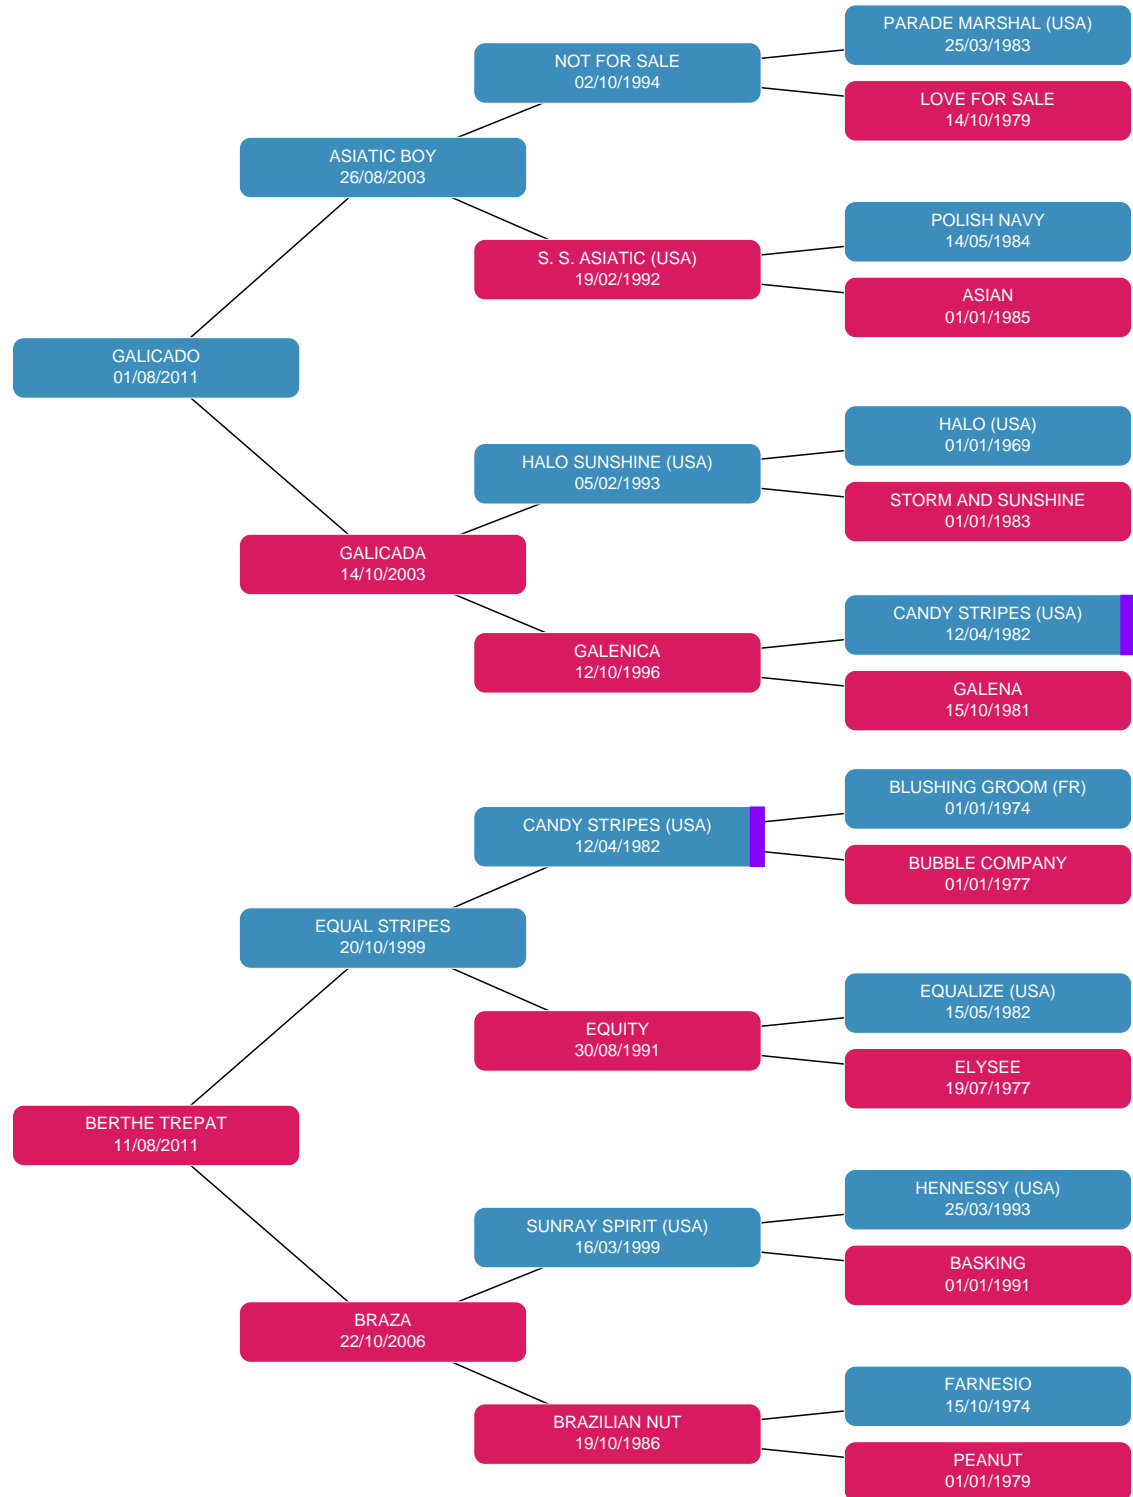 PARADE MARSHAL (USA)
25/03/1983
NOT FOR SALE
02/10/1994
LOVE FOR SALE
14/10/1979
ASIATIC BOY
26/08/2003
POLISH NAVY
14/05/1984
S. S. ASIATIC (USA)
19/02/1992
ASIAN
01/01/1985
GALICADO
01/08/2011
HALO (USA)
01/01/1969
HALO SUNSHINE (USA)
05/02/1993
STORM AND SUNSHINE
01/01/1983
GALICADA
14/10/2003
CANDY STRIPES (USA)
12/04/1982
GALENICA
12/10/1996
GALENA
15/10/1981
BLUSHING GROOM (FR)
01/01/1974
CANDY STRIPES (USA)
12/04/1982
BUBBLE COMPANY
01/01/1977
EQUAL STRIPES
20/10/1999
EQUALIZE (USA)
15/05/1982
EQUITY
30/08/1991
ELYSEE
19/07/1977
BERTHE TREPAT
11/08/2011
HENNESSY (USA)
25/03/1993
SUNRAY SPIRIT (USA)
16/03/1999
BASKING
01/01/1991
BRAZA
22/10/2006
FARNESIO
15/10/1974
BRAZILIAN NUT
19/10/1986
PEANUT
01/01/1979